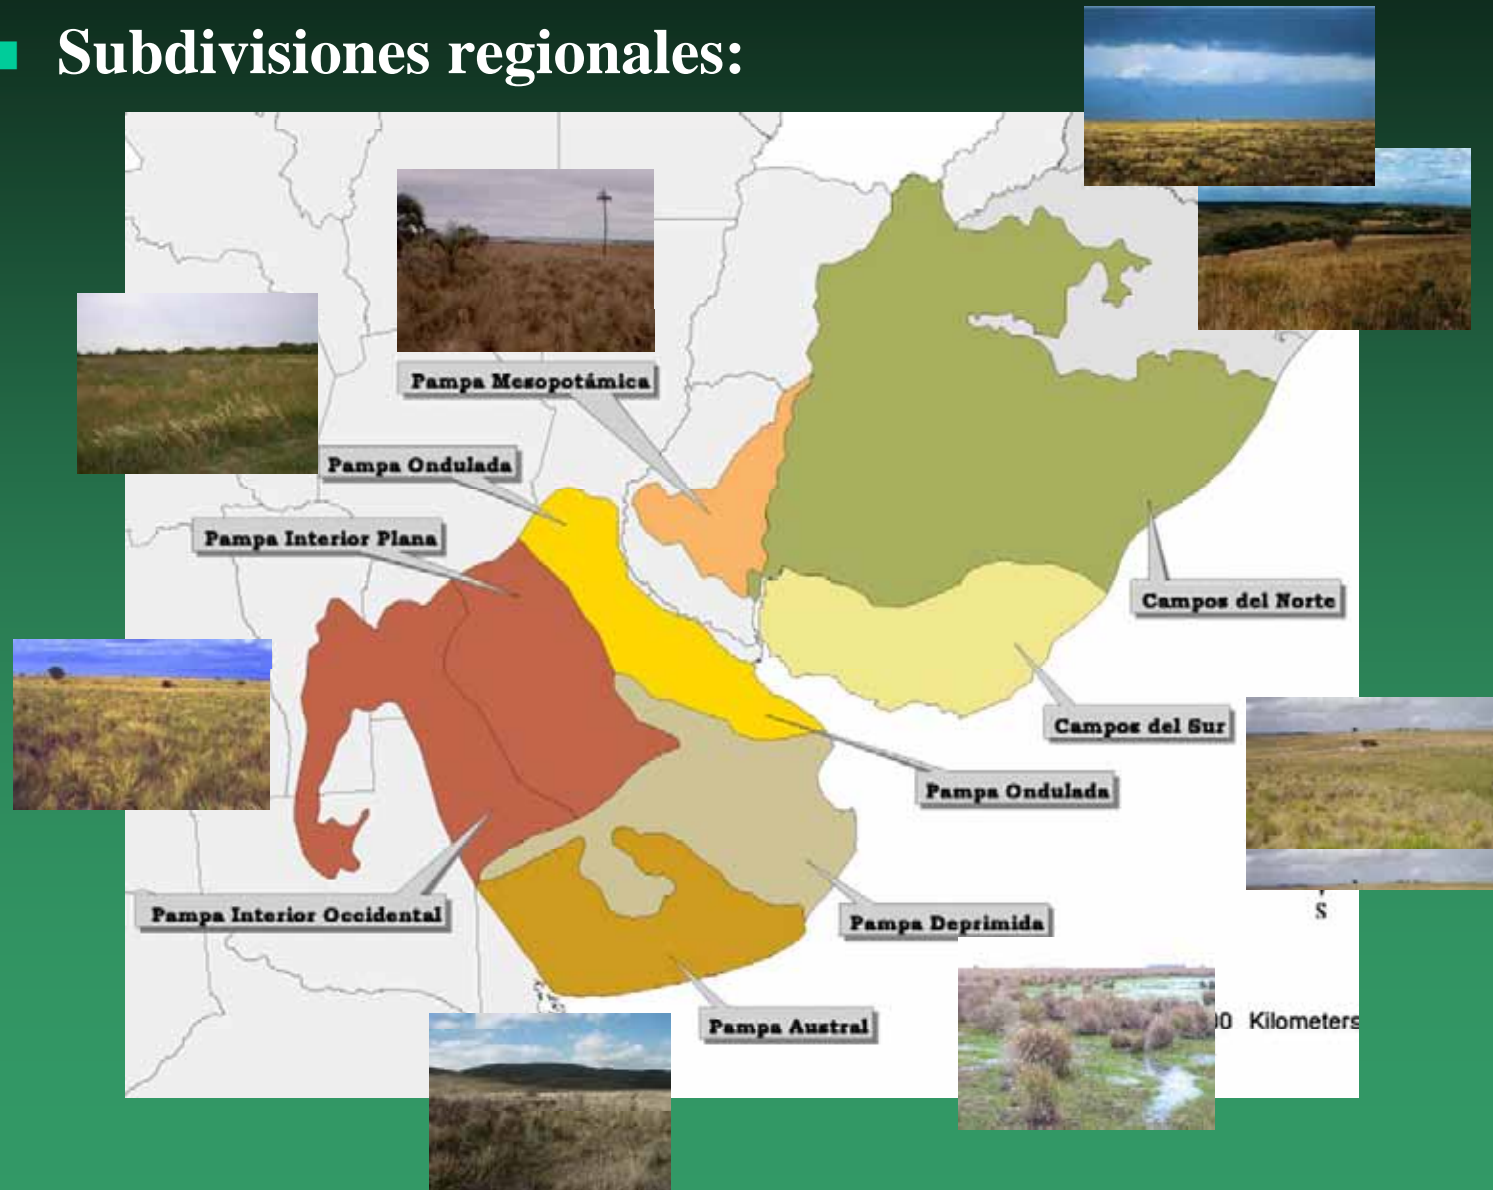 Subdivisiones regionales:
Pampa Mesopotámica
Pampa Ondulada
Pampa Interior Plana
Campos del Norte
Campos del Sur
Pampa Ondulada
Pampa Interior Occidental
Pampa Deprimida
S
Pampa Austral
00 Kilometers